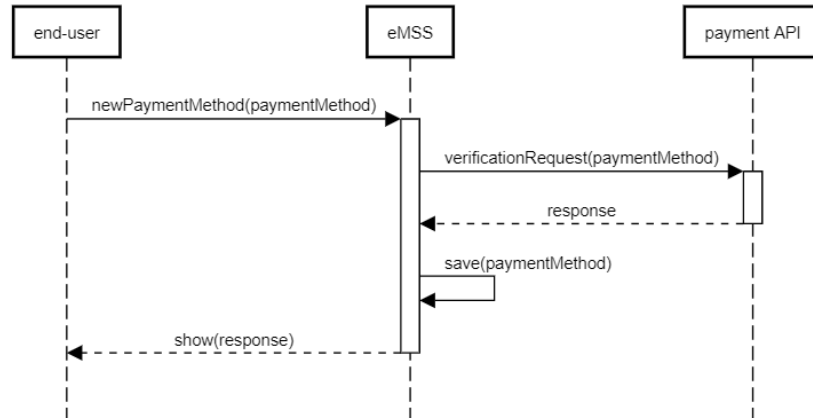 end-user
eMSS
payment API
newPaymentMethod(paymentMethod)
verificationRequest(paymentMethod)
response
save(paymentMethod)
show(response)